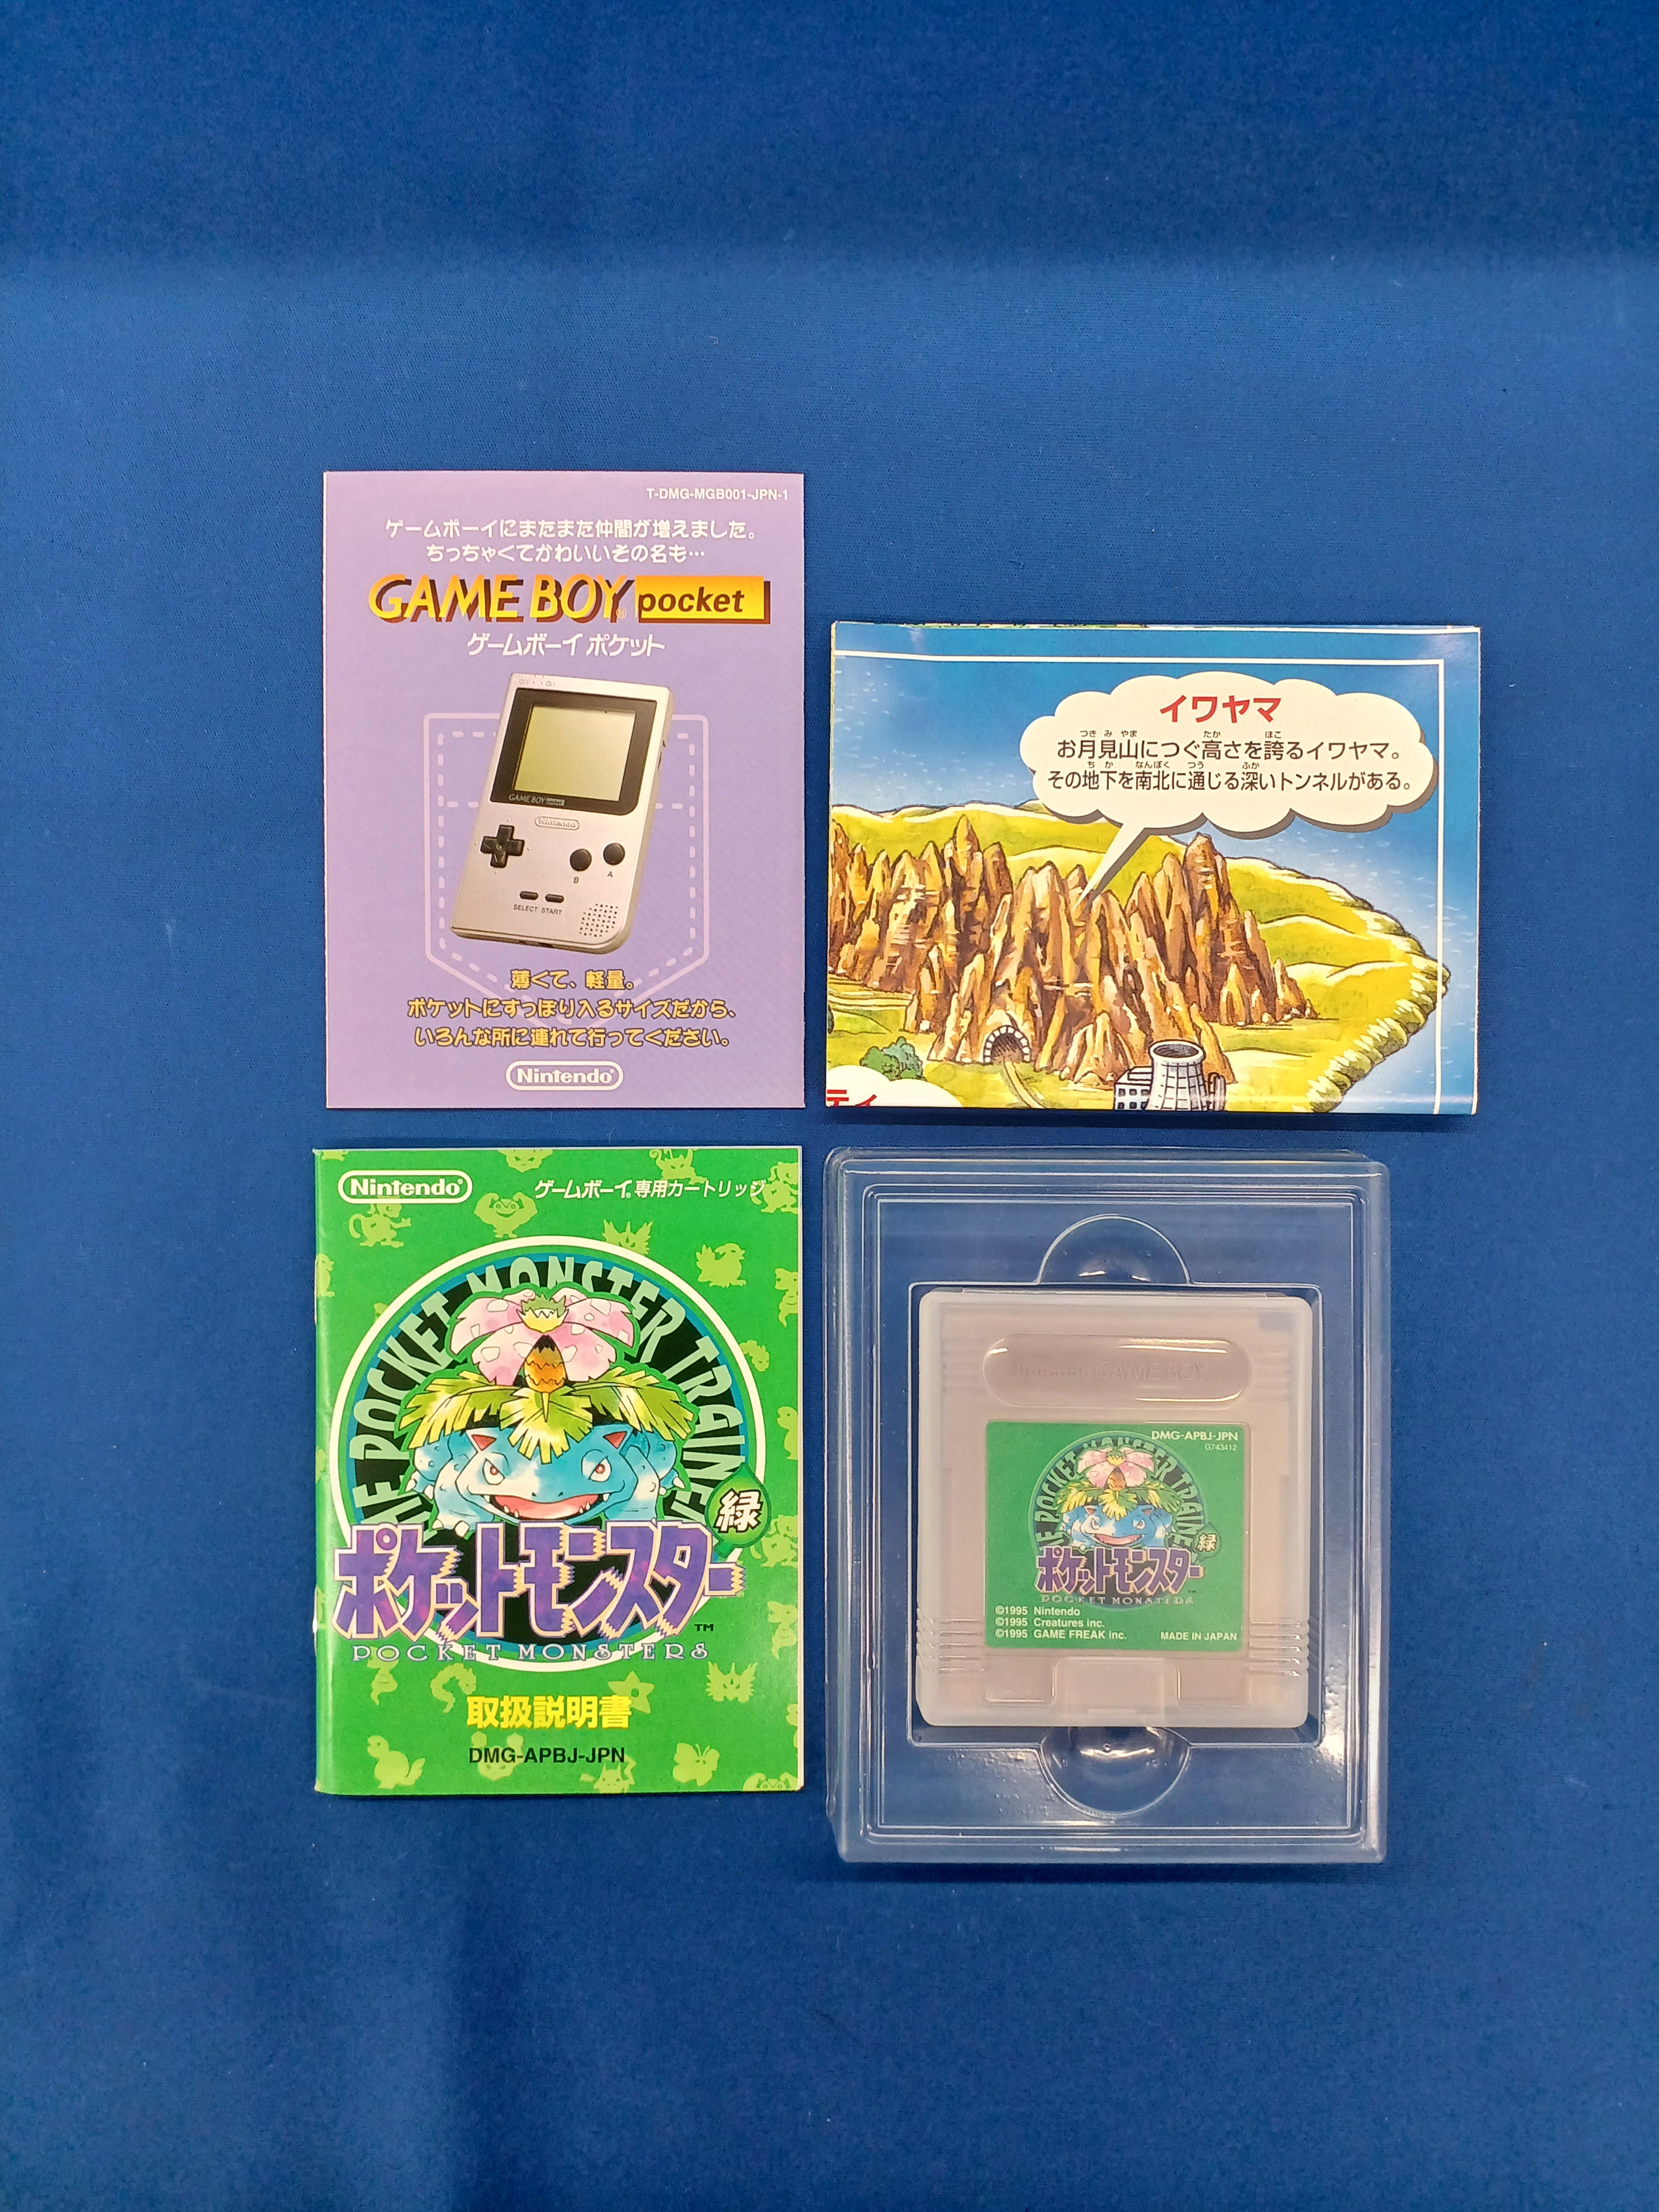 T-DMG-MGB001-JPN-1
ゲームボーイにまたまた仲間が増えました。
ちっちゃくてかわいいその名も…
GAME BOY® pocket
ゲームボーイ ポケット
GAME BOY pocket
Nintendo
B A
SELECT START
薄くて、軽量。
ポケットにすっぽり入るサイズだから、
いろんな所に連れて行ってください。
Nintendo
イワヤマ
つき み やま たか ほこ
お月見山につぐ高さを誇るイワヤマ。
ち か なんぼく つう ふか
その地下を南北に通じる深いトンネルがある。
ティ
Nintendo
ゲームボーイ®専用カートリッジ
POCKET MONSTER TRAINER
緑
ポケットモンスター
TM
POCKET MONSTERS
取扱説明書
DMG-APBJ-JPN
Nintendo GAME BOY
DMG-APBJ-JPN
G743412
緑
ポケットモンスター
TM
POCKET MONSTERS
©1995 Nintendo
©1995 Creatures inc.
©1995 GAME FREAK inc.
MADE IN JAPAN